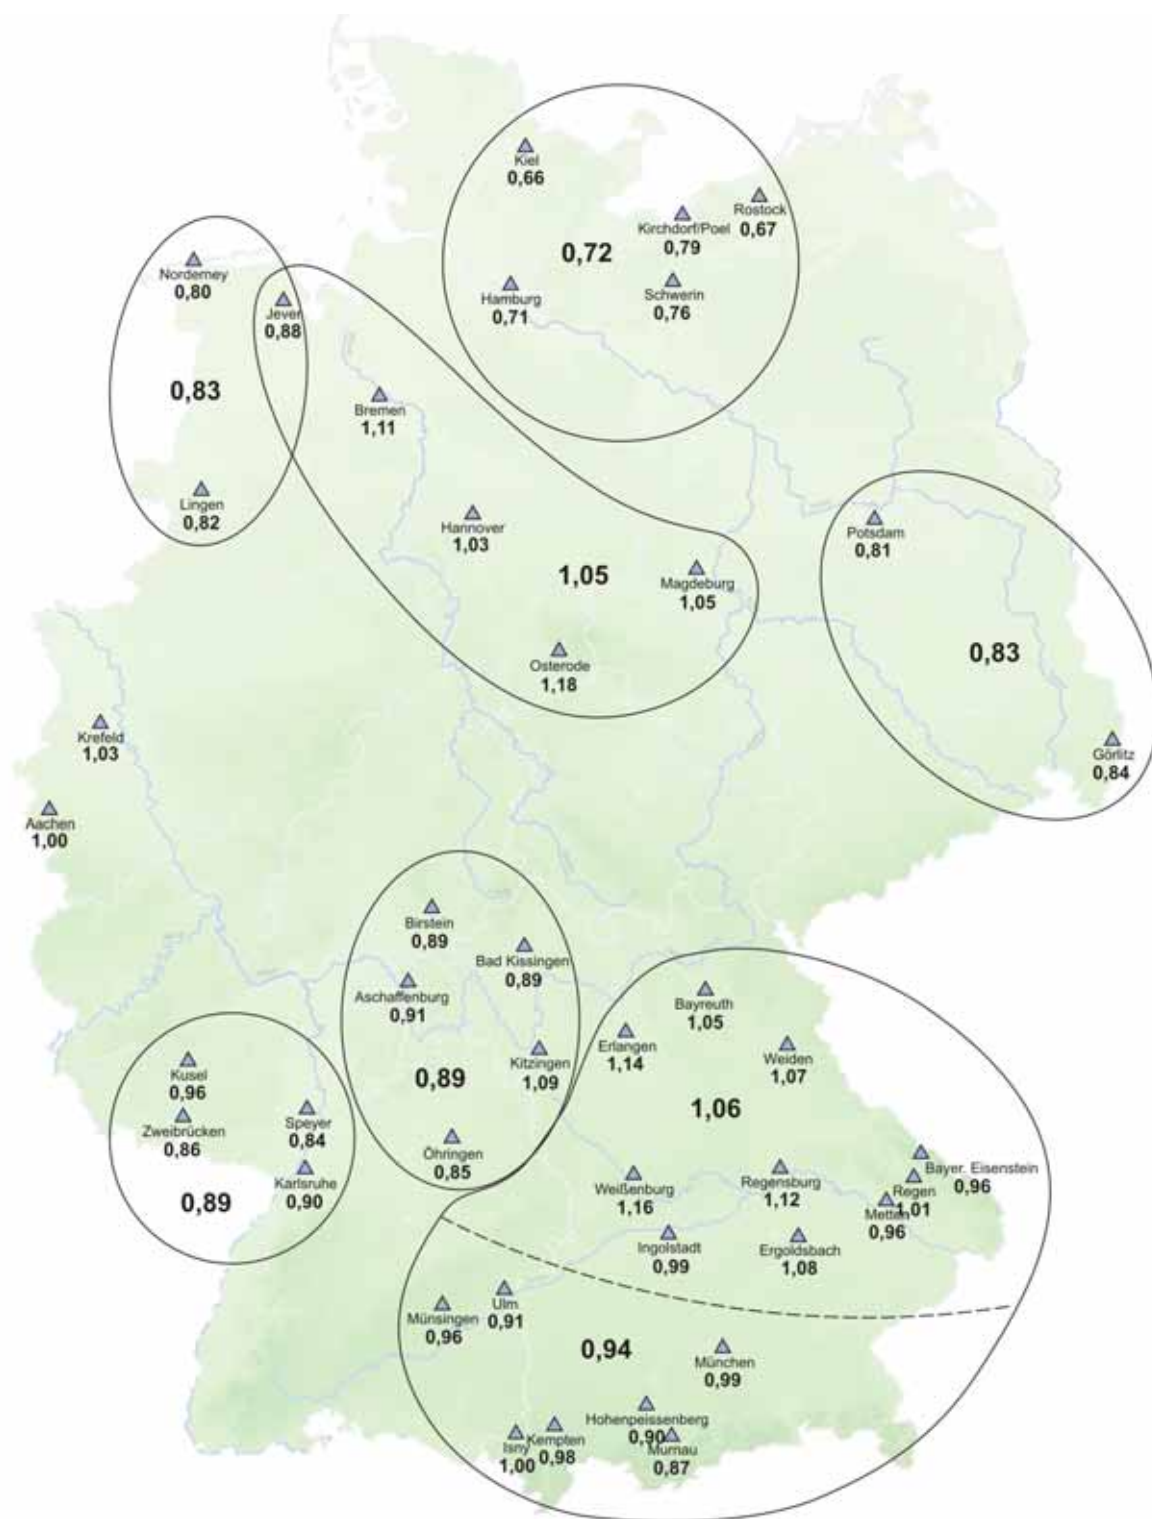 Kiel
0,66
Rostock
0,67
Kirchdorf/Poel
0,79
0,72
Norderney
0,80
Hamburg
0,71
Schwerin
0,76
Jever
0,88
0,83
Bremen
1,11
Lingen
0,82
Hannover
1,03
Potsdam
0,81
1,05
Magdeburg
1,05
Osterode
1,18
0,83
Krefeld
1,03
Görlitz
0,84
Aachen
1,00
Birstein
0,89
Bad Kissingen
0,89
Aschaffenburg
0,91
Bayreuth
1,05
Erlangen
1,14
Weiden
1,07
Kitzingen
1,09
0,89
Kusel
0,96
1,06
Zweibrücken
0,86
Speyer
0,84
Öhringen
0,85
Karlsruhe
0,90
0,89
Weißenburg
1,16
Regensburg
1,12
Bayer. Eisenstein
0,96
Regen
1,01
Metten
0,96
Ingolstadt
0,99
Ergoldsbach
1,08
Ulm
0,91
Münsingen
0,96
0,94
München
0,99
Hohenpeissenberg
0,90
Murnau
0,87
Kempten
0,98
Isny
1,00